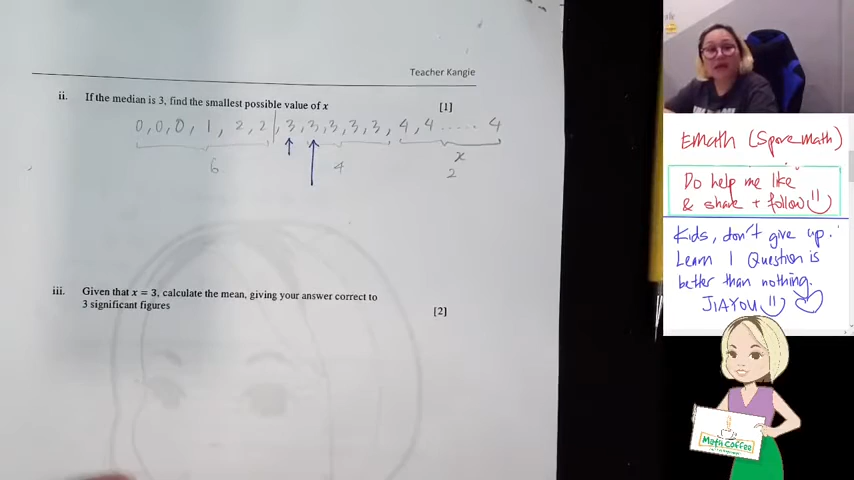 Teacher Kangie
ii. If the median is 3, find the smallest possible value of x [1]
0, 0, 0, 1, 2, 2, 3, 3, 3, 3, 3, 4, 4 ..... 4
6 4 x
2
iii. Given that x = 3, calculate the mean, giving your answer correct to
3 significant figures [2]
Emath (S'pore math)
Do help me like
& share + follow
Kids, don't give up.
Learn 1 Question is
better than nothing.
JIAYOU
Math Coffee